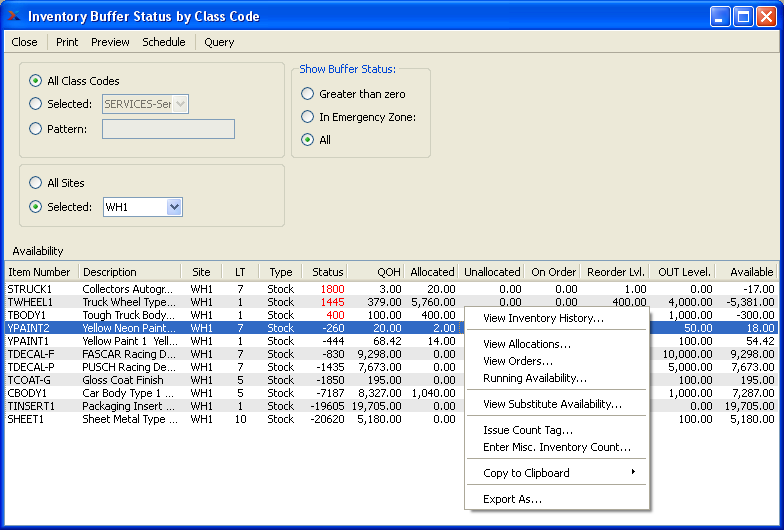 Inventory Buffer Status by Class Code
Close Print Preview Schedule Query
All Class Codes
Selected: SERVICES-Ser
Pattern:
Show Buffer Status:
Greater than zero
In Emergency Zone:
All
All Sites
Selected: WH1
Availability
Item Number Description Site LT Type Status QOH Allocated Unallocated On Order Reorder Lvl. OUT Level. Available
STRUCK1 Collectors Autogr... WH1 7 Stock 1800 3.00 20.00 0.00 0.00 1.00 0.00 -17.00
TWHEEL1 Truck Wheel Type... WH1 1 Stock 1445 379.00 5,760.00 0.00 0.00 400.00 4,000.00 -5,381.00
TBODY1 Tough Truck Body... WH1 1 Stock 400 100.00 400.00 1,000.00 -300.00
YPAINT2 Yellow Neon Paint... WH1 7 Stock -260 20.00 2.00 50.00 18.00
YPAINT1 Yellow Paint 1 Yell... WH1 7 Stock -444 68.42 14.00 100.00 54.42
TDECAL-F FASCAR Racing D... WH1 7 Stock -830 9,298.00 0.00 10,000.00 9,298.00
TDECAL-P PUSCH Racing De... WH1 7 Stock -1435 7,673.00 0.00 5,000.00 7,673.00
TCOAT-G Gloss Coat Finish WH1 5 Stock -1850 195.00 0.00 100.00 195.00
CBODY1 Car Body Type 1 ... WH1 5 Stock -7187 8,327.00 1,040.00 1,000.00 7,287.00
TINSERT1 Packaging Insert ... WH1 1 Stock -19605 19,705.00 0.00 0.00 19,705.00
SHEET1 Sheet Metal Type ... WH1 10 Stock -20620 5,180.00 0.00 100.00 5,180.00
View Inventory History...
View Allocations...
View Orders...
Running Availability...
View Substitute Availability...
Issue Count Tag...
Enter Misc. Inventory Count...
Copy to Clipboard
Export As...